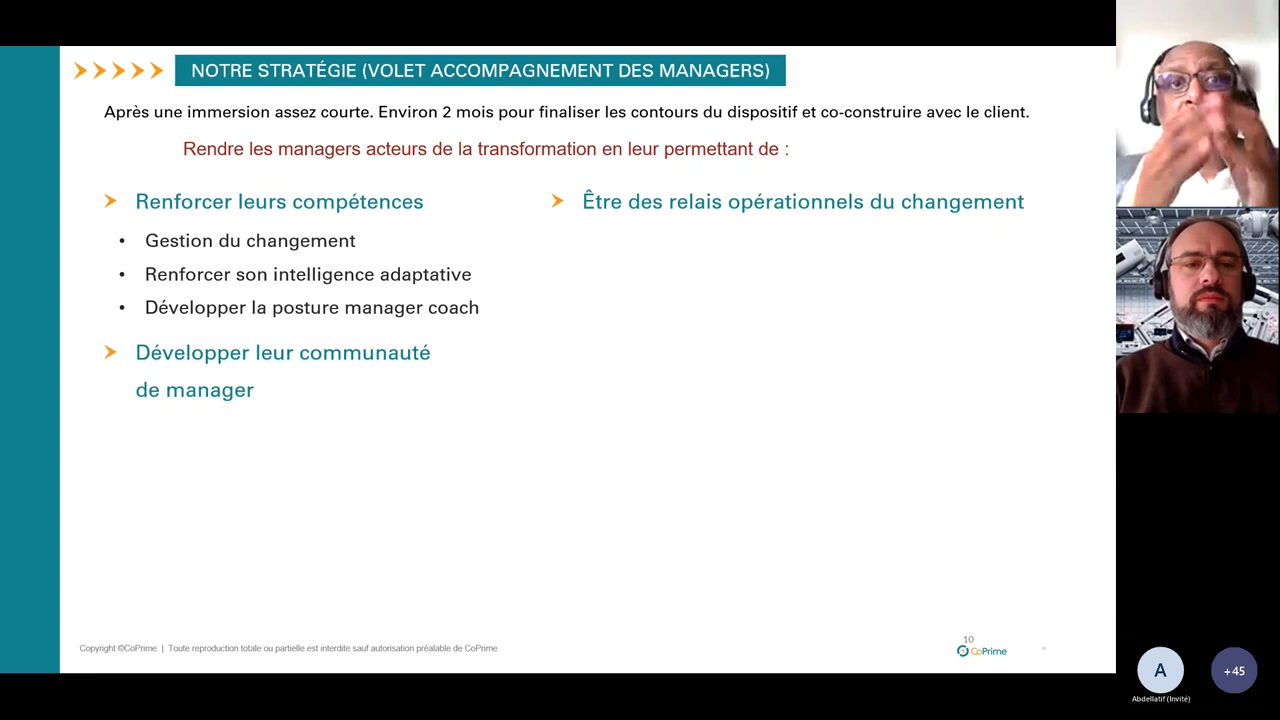 NOTRE STRATÉGIE (VOLET ACCOMPAGNEMENT DES MANAGERS)
Après une immersion assez courte. Environ 2 mois pour finaliser les contours du dispositif et co-construire avec le client.
Rendre les managers acteurs de la transformation en leur permettant de :
Renforcer leurs compétences
• Gestion du changement
• Renforcer son intelligence adaptative
• Développer la posture manager coach
Développer leur communauté
de manager
Être des relais opérationnels du changement
Copyright ©CoPrime | Toute reproduction totale ou partielle est interdite sauf autorisation préalable de CoPrime
10
CoPrime
A
Abdellatif (Invité)
+45